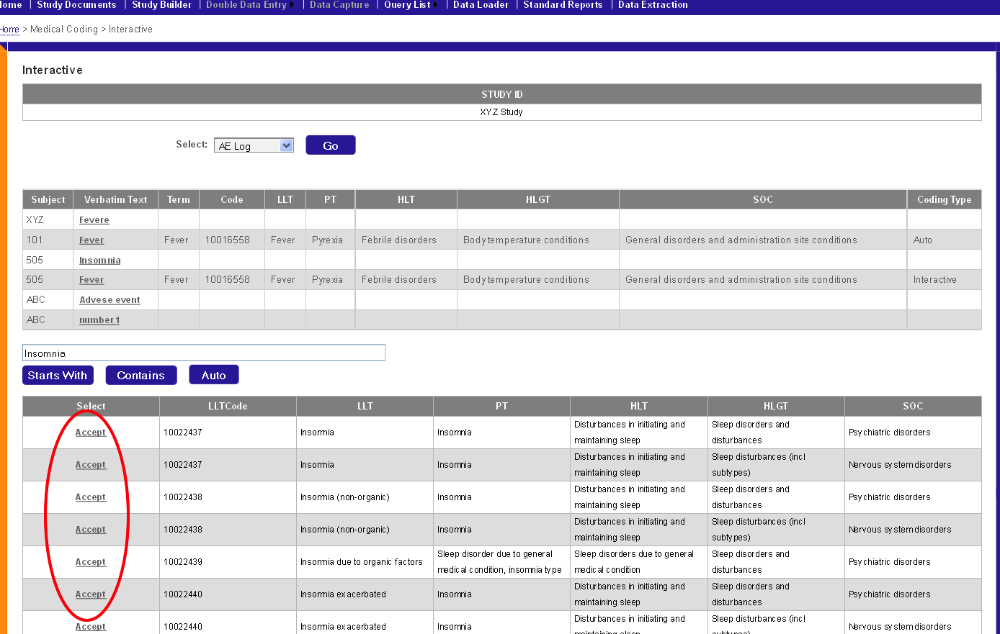 Home | Study Documents | Study Builder | Double Data Entry | Data Capture | Query List | Data Loader | Standard Reports | Data Extraction
Home > Medical Coding > Interactive
Interactive
STUDY ID
XYZ Study
Select: AE Log Go
Subject Verbatim Text Term Code LLT PT HLT HLGT SOC Coding Type
XYZ Fevere
101 Fever Fever 10016558 Fever Pyrexia Febrile disorders Body temperature conditions General disorders and administration site conditions Auto
505 Insomnia
505 Fever Fever 10016558 Fever Pyrexia Febrile disorders Body temperature conditions General disorders and administration site conditions Interactive
ABC Advese event
ABC number1
Insomnia
Starts With Contains Auto
Select LLTCode LLT PT HLT HLGT SOC
Accept 10022437 Insomnia Insomnia Disturbances in initiating and maintaining sleep Sleep disorders and disturbances Psychiatric disorders
Accept 10022437 Insomnia Insomnia Disturbances in initiating and maintaining sleep Sleep disturbances (incl subtypes) Nervous system disorders
Accept 10022438 Insomnia (non-organic) Insomnia Disturbances in initiating and maintaining sleep Sleep disorders and disturbances Psychiatric disorders
Accept 10022438 Insomnia (non-organic) Insomnia Disturbances in initiating and maintaining sleep Sleep disturbances (incl subtypes) Nervous system disorders
Accept 10022439 Insomnia due to organic factors Sleep disorder due to general medical condition, insomnia type Sleep disorders due to general medical condition Sleep disorders and disturbances Psychiatric disorders
Accept 10022440 Insomnia exacerbated Insomnia Disturbances in initiating and maintaining sleep Sleep disorders and disturbances Psychiatric disorders
Accept 10022440 Insomnia exacerbated Insomnia Disturbances in initiating and maintaining sleep Sleep disturbances (incl subtypes) Nervous system disorders